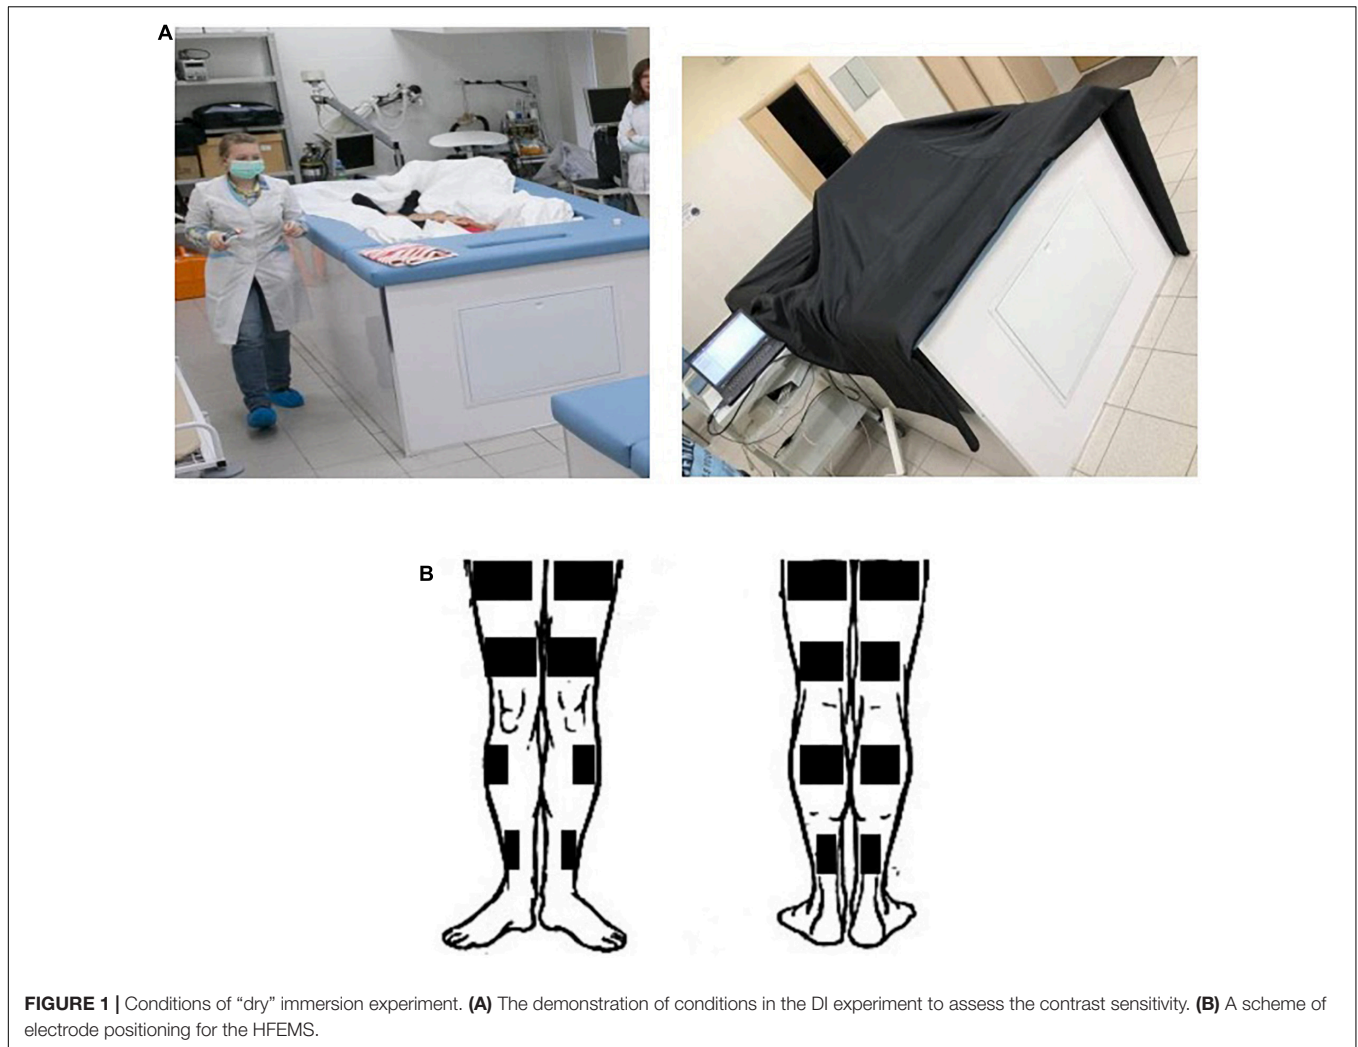 A
B
FIGURE 1 | Conditions of “dry” immersion experiment. (A) The demonstration of conditions in the DI experiment to assess the contrast sensitivity. (B) A scheme of
electrode positioning for the HFEMS.